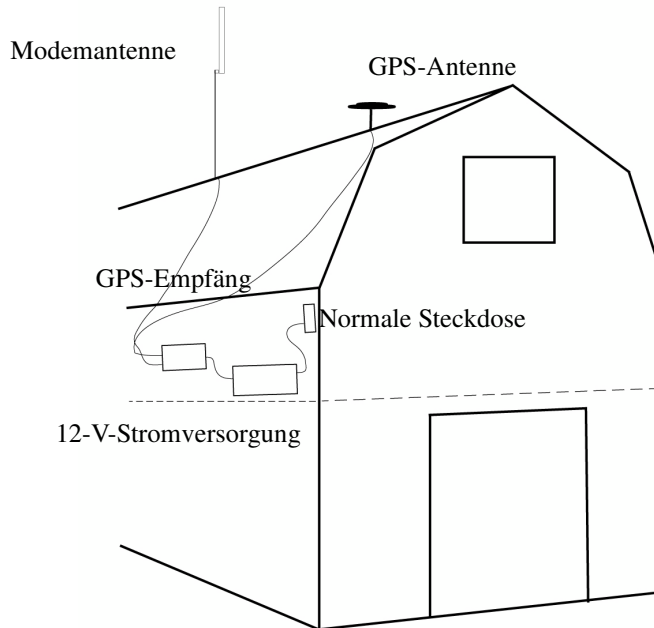 Modemantenne
GPS-Antenne
GPS-Empfäng
Normale Steckdose
12-V-Stromversorgung